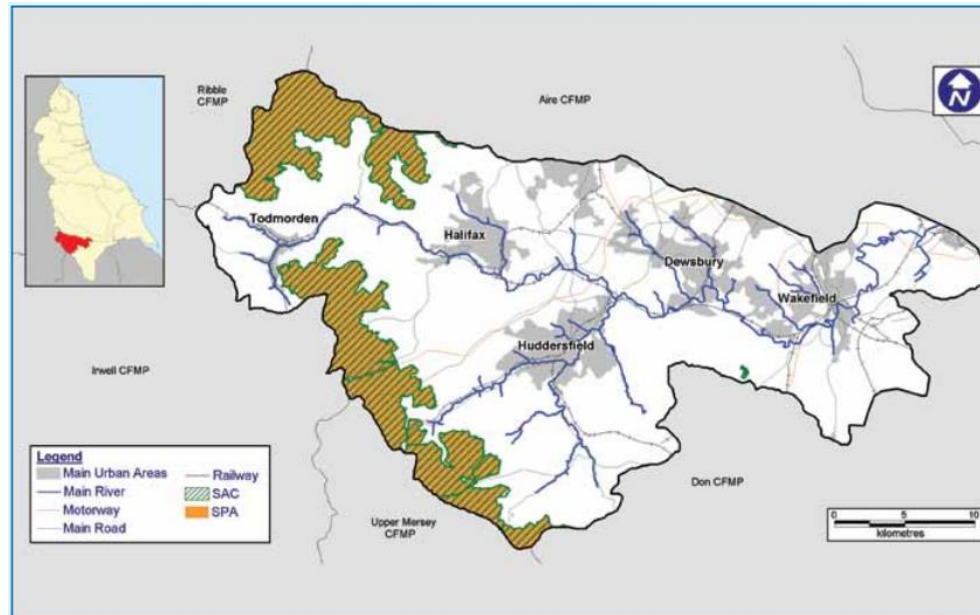 Ribble
CFMP
Aire CFMP
N
Todmorden
Halifax
Dewsbury
Wakefield
Huddersfield
Irwell CFMP
Don CFMP
Upper Mersey
CFMP
Legend
Main Urban Areas
Main River
Motorway
Main Road
Railway
SAC
SPA
0 5 10
kilometres